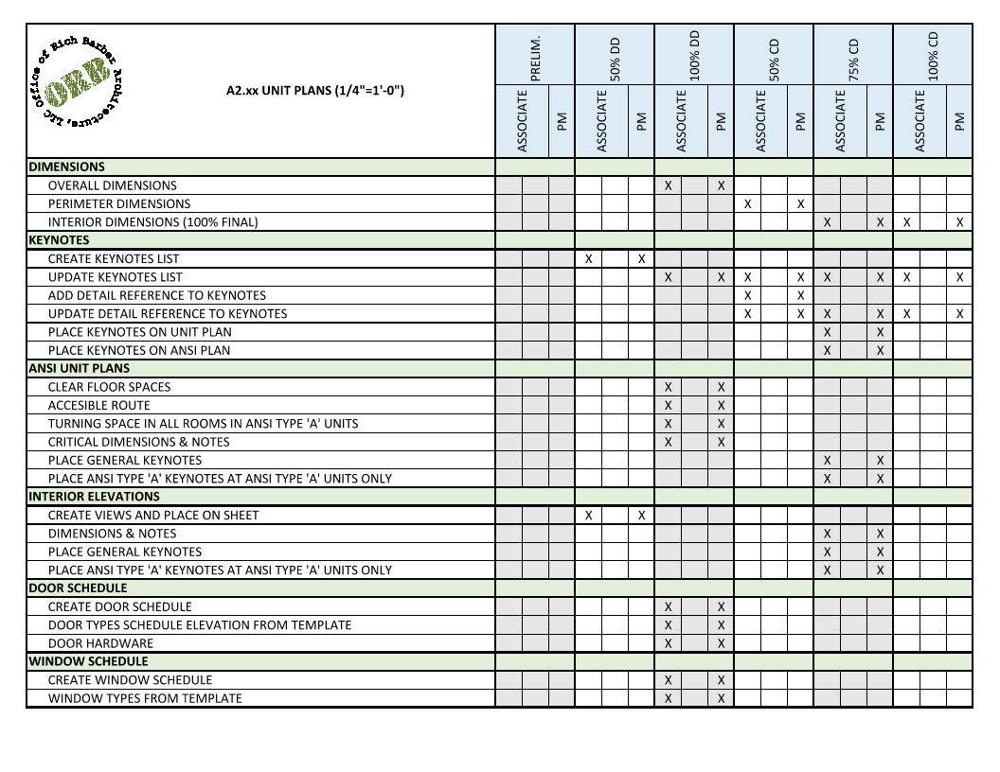 Office of Rich Barber Architecture, LLC
ORB
A2.xx UNIT PLANS (1/4"=1'-0")
PRELIM. 50% DD 100% DD 50% CD 75% CD 100% CD
ASSOCIATE PM ASSOCIATE PM ASSOCIATE PM ASSOCIATE PM ASSOCIATE PM ASSOCIATE PM
DIMENSIONS
OVERALL DIMENSIONS X X
PERIMETER DIMENSIONS X X
INTERIOR DIMENSIONS (100% FINAL) X X X X
KEYNOTES
CREATE KEYNOTES LIST X X
UPDATE KEYNOTES LIST X X X X X X X X
ADD DETAIL REFERENCE TO KEYNOTES X X
UPDATE DETAIL REFERENCE TO KEYNOTES X X X X X X
PLACE KEYNOTES ON UNIT PLAN X X
PLACE KEYNOTES ON ANSI PLAN X X
ANSI UNIT PLANS
CLEAR FLOOR SPACES X X
ACCESIBLE ROUTE X X
TURNING SPACE IN ALL ROOMS IN ANSI TYPE 'A' UNITS X X
CRITICAL DIMENSIONS & NOTES X X
PLACE GENERAL KEYNOTES X X
PLACE ANSI TYPE 'A' KEYNOTES AT ANSI TYPE 'A' UNITS ONLY X X
INTERIOR ELEVATIONS
CREATE VIEWS AND PLACE ON SHEET X X
DIMENSIONS & NOTES X X
PLACE GENERAL KEYNOTES X X
PLACE ANSI TYPE 'A' KEYNOTES AT ANSI TYPE 'A' UNITS ONLY X X
DOOR SCHEDULE
CREATE DOOR SCHEDULE X X
DOOR TYPES SCHEDULE ELEVATION FROM TEMPLATE X X
DOOR HARDWARE X X
WINDOW SCHEDULE
CREATE WINDOW SCHEDULE X X
WINDOW TYPES FROM TEMPLATE X X